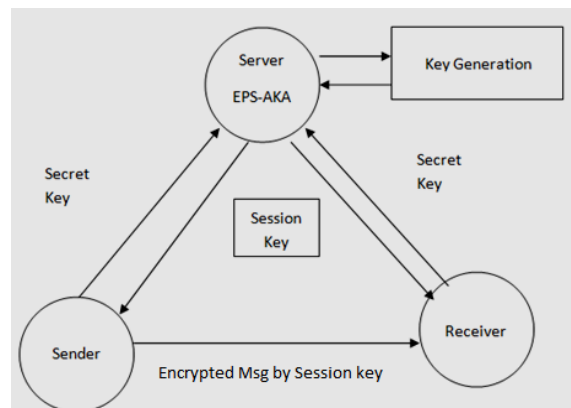 Server
EPS-AKA
Key Generation
Secret
Key
Secret
Key
Session
Key
Sender
Receiver
Encrypted Msg by Session key